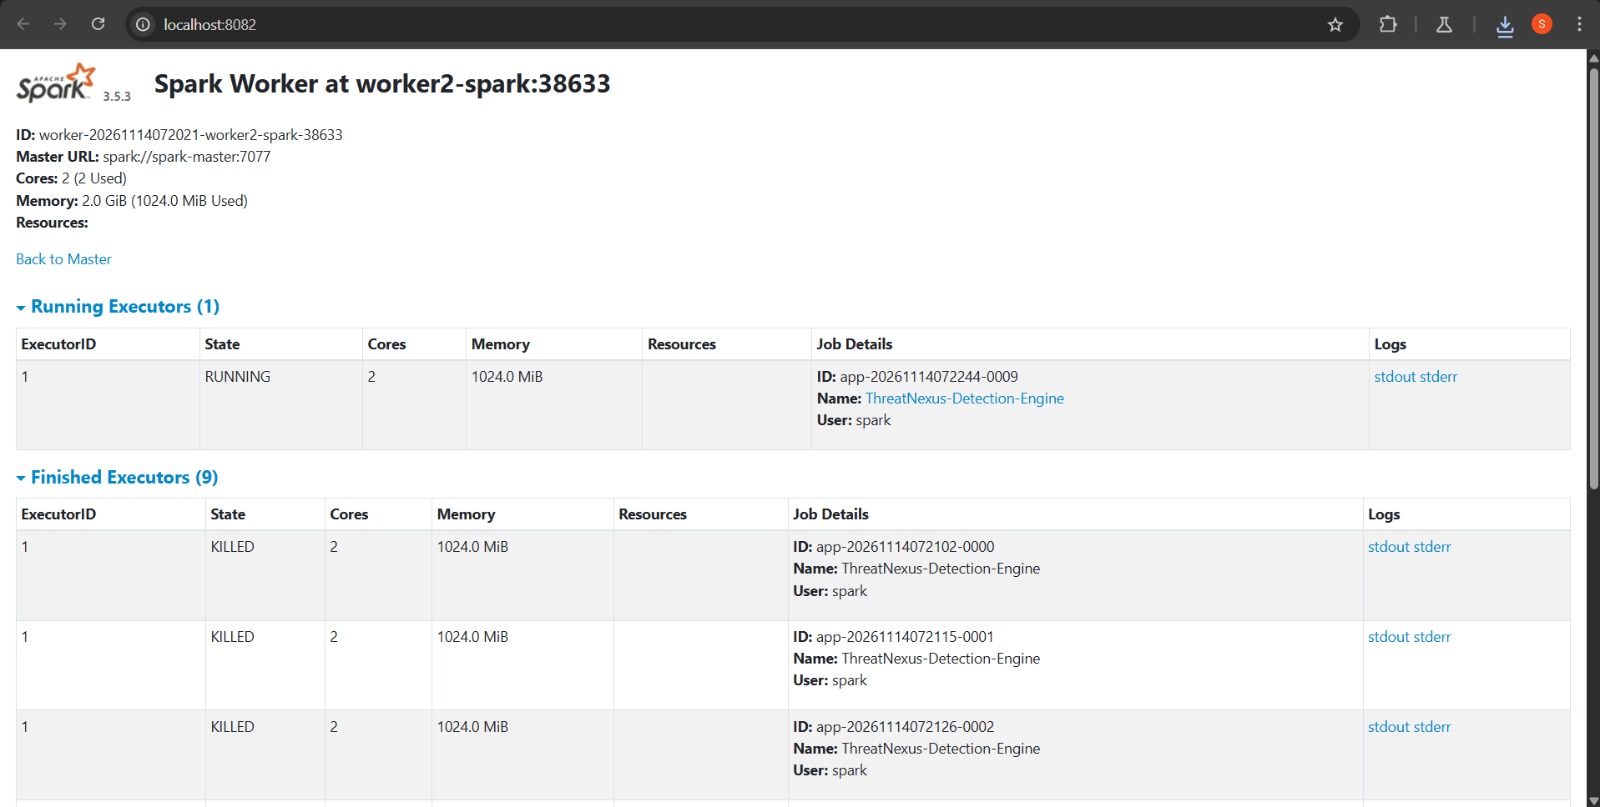 localhost:8082
S
APACHE
Spark 3.5.3
Spark Worker at worker2-spark:38633
ID: worker-20261114072021-worker2-spark-38633
Master URL: spark://spark-master:7077
Cores: 2 (2 Used)
Memory: 2.0 GiB (1024.0 MiB Used)
Resources:
Back to Master
Running Executors (1)
ExecutorID State Cores Memory Resources Job Details Logs
1 RUNNING 2 1024.0 MiB ID: app-20261114072244-0009 stdout stderr
Name: ThreatNexus-Detection-Engine
User: spark
Finished Executors (9)
ExecutorID State Cores Memory Resources Job Details Logs
1 KILLED 2 1024.0 MiB ID: app-20261114072102-0000 stdout stderr
Name: ThreatNexus-Detection-Engine
User: spark
1 KILLED 2 1024.0 MiB ID: app-20261114072115-0001 stdout stderr
Name: ThreatNexus-Detection-Engine
User: spark
1 KILLED 2 1024.0 MiB ID: app-20261114072126-0002 stdout stderr
Name: ThreatNexus-Detection-Engine
User: spark